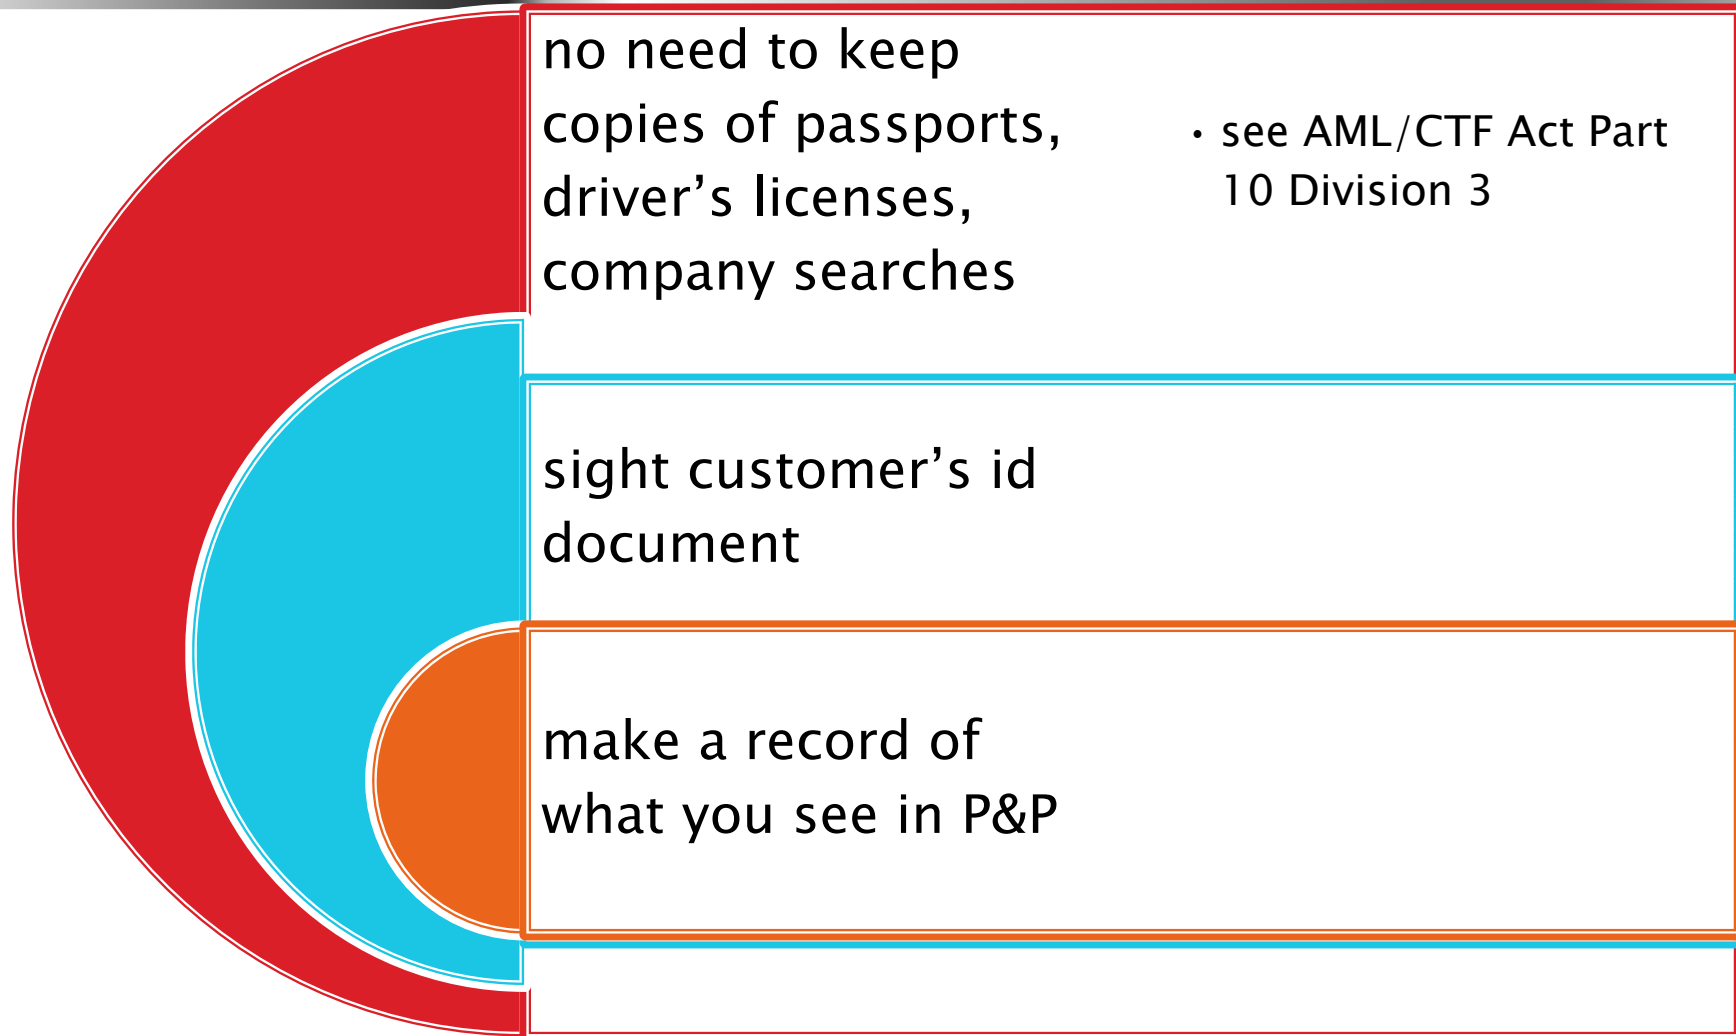 no need to keep
copies of passports,
driver’s licenses,
company searches
• see AML/CTF Act Part
10 Division 3
sight customer’s id
document
make a record of
what you see in P&P